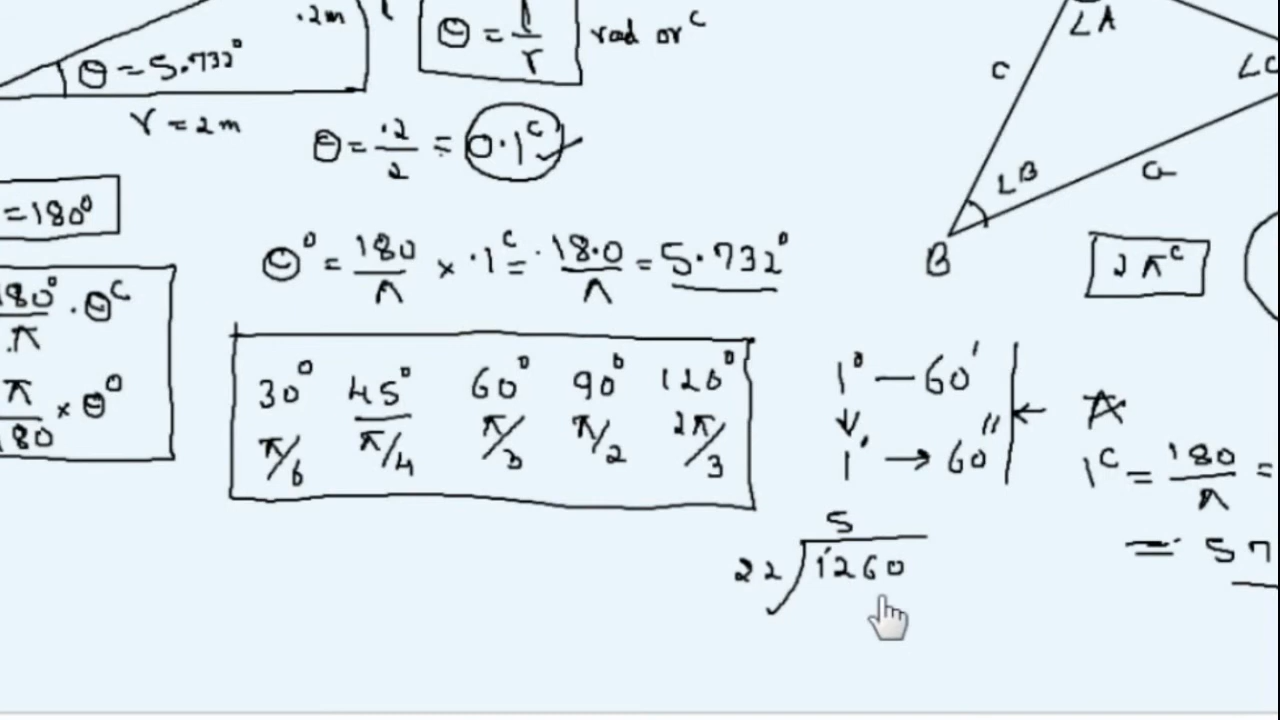 .2m l
θ = 5.732°
r = 2m
θ = l/r rad or ᶜ
θ = .2/2 = 0.1ᶜ
= 180°
180°/π . θᶜ
π/180 × θ°
θ° = 180/π × .1ᶜ = 18.0/π = 5.732°
30° 45° 60° 90° 120°
π/6 π/4 π/3 π/2 2π/3
∠A
c ∠C
∠B a
B
2πᶜ
1° — 60'
1' → 60"
A
1ᶜ = 180/π =
= 57
5
22 1260